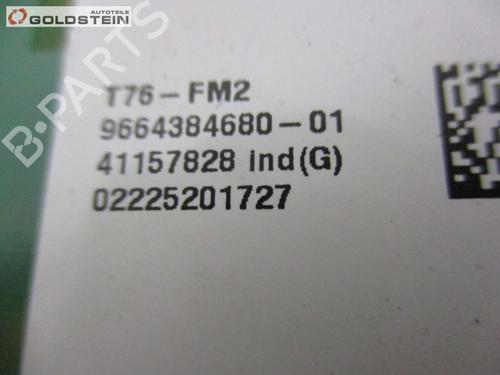 AUTOTEILE
GOLDSTEIN
B-PARTS
T76-FM2
9664384680-01
41157828 ind(G)
02225201727